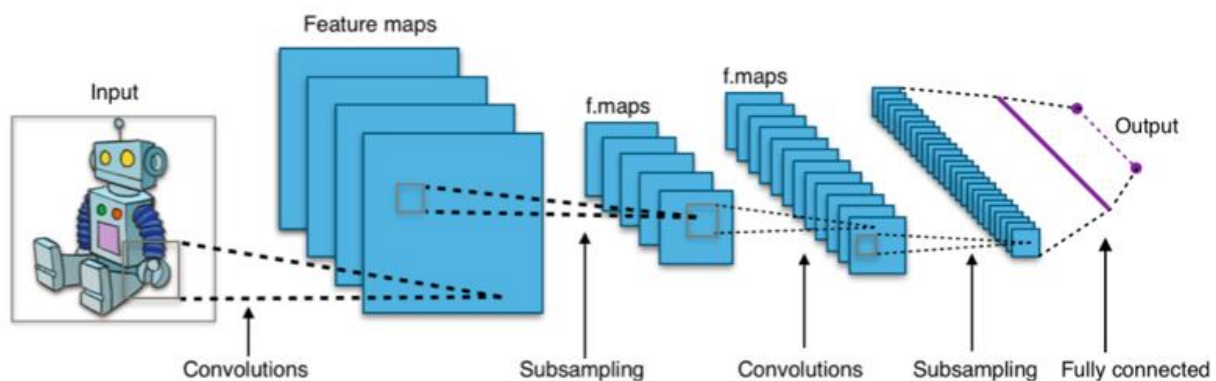 Feature maps
f.maps
Input
f.maps
Output
Convolutions
Subsampling
Convolutions
Subsampling
Fully connected